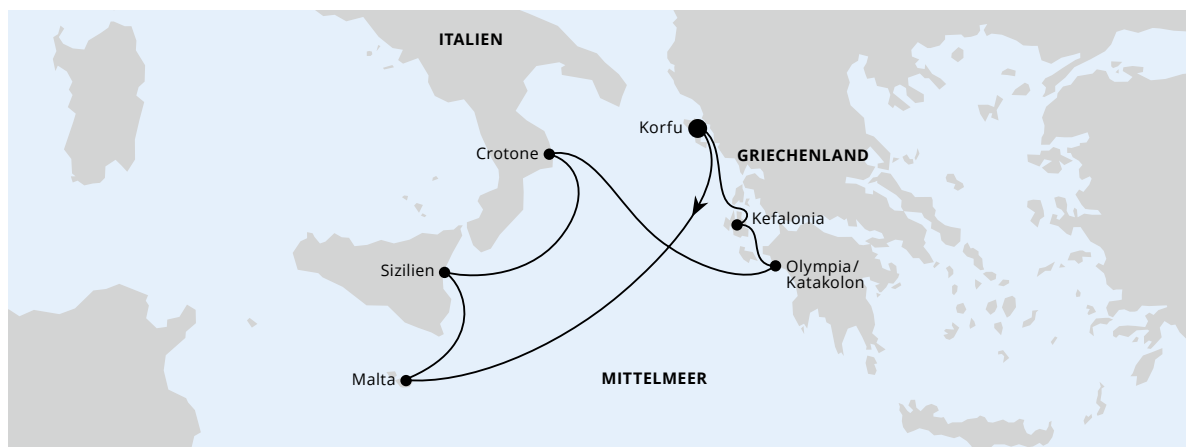 ITALIEN
Korfu
Crotone
GRIECHENLAND
Kefalonia
Sizilien
Olympia/
Katakolon
Malta
MITTELMEER